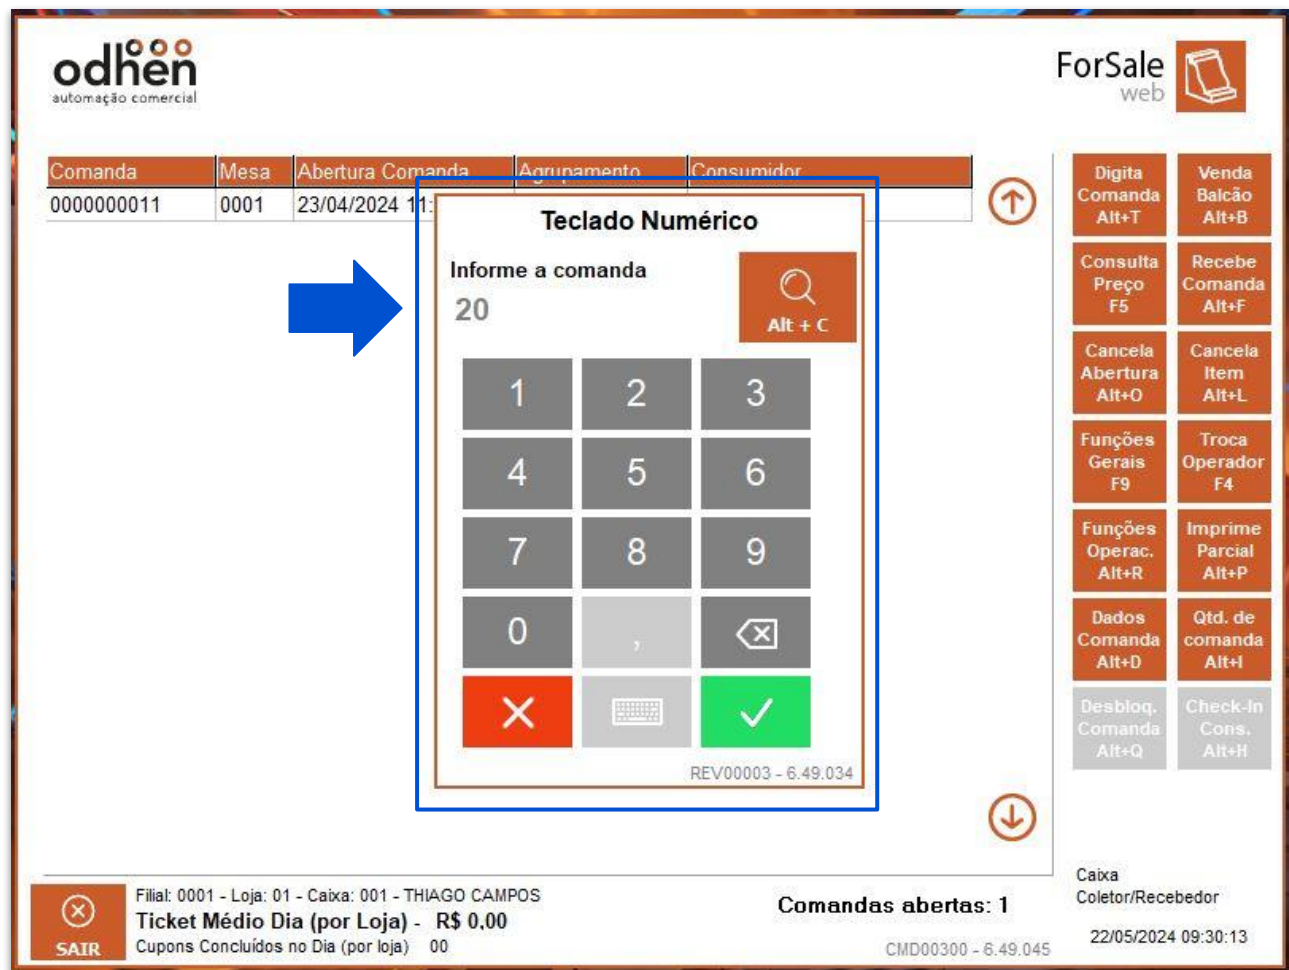 odhen
automação comercial
ForSale
web
Comanda Mesa Abertura Comanda Agrupamento Consumidor
0000000011 0001 23/04/2024 11:
Teclado Numérico
Informe a comanda
20
Alt + C
1 2 3
4 5 6
7 8 9
0 ,
REV00003 - 6.49.034
Digita
Comanda
Alt+T
Venda
Balcão
Alt+B
Consulta
Preço
F5
Recebe
Comanda
Alt+F
Cancela
Abertura
Alt+O
Cancela
Item
Alt+L
Funções
Gerais
F9
Troca
Operador
F4
Funções
Operac.
Alt+R
Imprime
Parcial
Alt+P
Dados
Comanda
Alt+D
Qtd. de
comanda
Alt+I
Desbloq.
Comanda
Alt+Q
Check-In
Cons.
Alt+H
SAIR
Filial: 0001 - Loja: 01 - Caixa: 001 - THIAGO CAMPOS
Ticket Médio Dia (por Loja) - R$ 0,00
Cupons Concluídos no Dia (por loja) 00
Comandas abertas: 1
CMD00300 - 6.49.045
Caixa
Coletor/Recebedor
22/05/2024 09:30:13